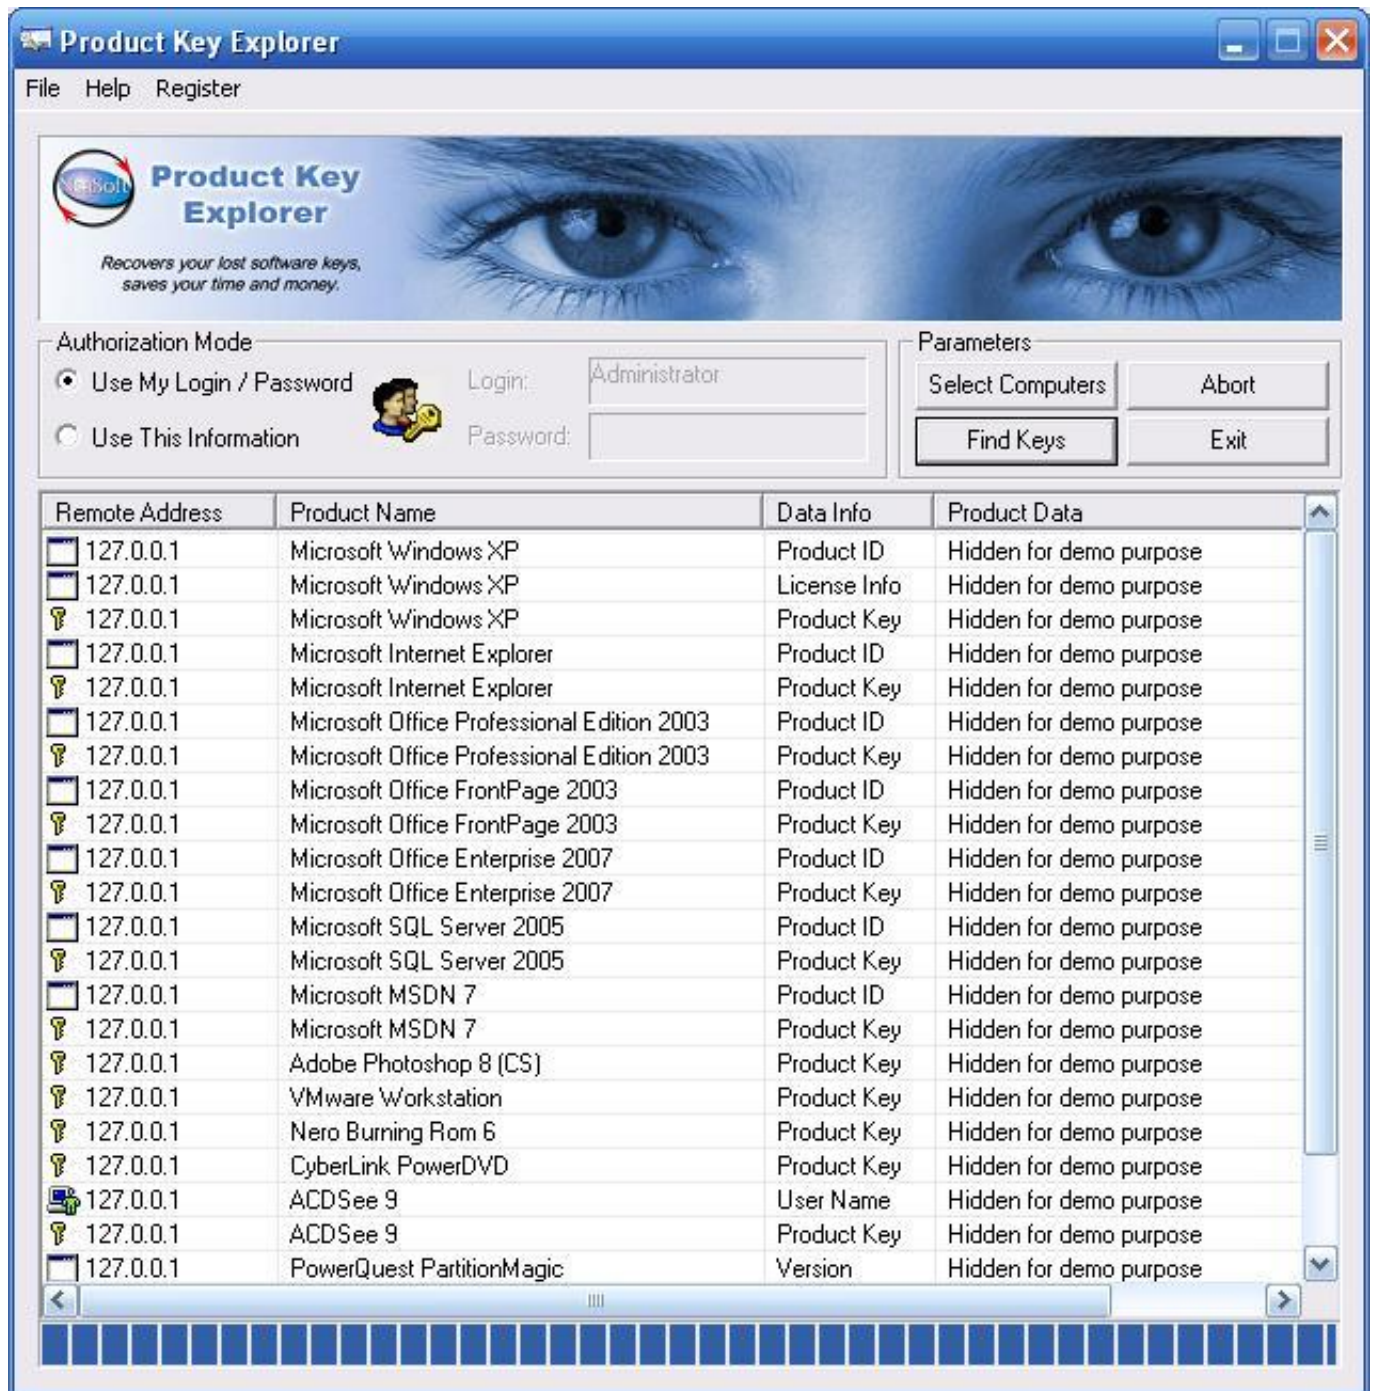 Product Key Explorer
File Help Register
Product Key
Explorer
Recovers your lost software keys,
saves your time and money.
Authorization Mode
Use My Login / Password
Login:
Administrator
Use This Information
Password:
Parameters
Select Computers
Abort
Find Keys
Exit
Remote Address Product Name Data Info Product Data
127.0.0.1 Microsoft Windows XP Product ID Hidden for demo purpose
127.0.0.1 Microsoft Windows XP License Info Hidden for demo purpose
127.0.0.1 Microsoft Windows XP Product Key Hidden for demo purpose
127.0.0.1 Microsoft Internet Explorer Product ID Hidden for demo purpose
127.0.0.1 Microsoft Internet Explorer Product Key Hidden for demo purpose
127.0.0.1 Microsoft Office Professional Edition 2003 Product ID Hidden for demo purpose
127.0.0.1 Microsoft Office Professional Edition 2003 Product Key Hidden for demo purpose
127.0.0.1 Microsoft Office FrontPage 2003 Product ID Hidden for demo purpose
127.0.0.1 Microsoft Office FrontPage 2003 Product Key Hidden for demo purpose
127.0.0.1 Microsoft Office Enterprise 2007 Product ID Hidden for demo purpose
127.0.0.1 Microsoft Office Enterprise 2007 Product Key Hidden for demo purpose
127.0.0.1 Microsoft SQL Server 2005 Product ID Hidden for demo purpose
127.0.0.1 Microsoft SQL Server 2005 Product Key Hidden for demo purpose
127.0.0.1 Microsoft MSDN 7 Product ID Hidden for demo purpose
127.0.0.1 Microsoft MSDN 7 Product Key Hidden for demo purpose
127.0.0.1 Adobe Photoshop 8 (CS) Product Key Hidden for demo purpose
127.0.0.1 VMware Workstation Product Key Hidden for demo purpose
127.0.0.1 Nero Burning Rom 6 Product Key Hidden for demo purpose
127.0.0.1 CyberLink PowerDVD Product Key Hidden for demo purpose
127.0.0.1 ACDSee 9 User Name Hidden for demo purpose
127.0.0.1 ACDSee 9 Product Key Hidden for demo purpose
127.0.0.1 PowerQuest PartitionMagic Version Hidden for demo purpose